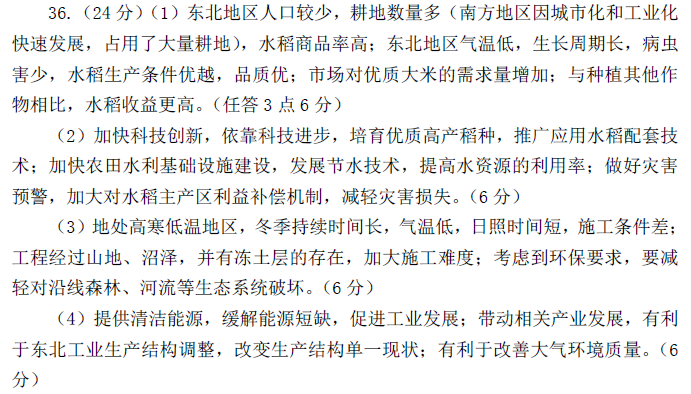 36.（24分）（1）东北地区人口较少，耕地数量多（南方地区因城市化和工业化
快速发展，占用了大量耕地），水稻商品率高；东北地区气温低，生长周期长，病虫
害少，水稻生产条件优越，品质优；市场对优质大米的需求量增加；与种植其他作
物相比，水稻收益更高。（任答3点6分）
（2）加快科技创新，依靠科技进步，培育优质高产稻种，推广应用水稻配套技
术；加快农田水利基础设施建设，发展节水技术，提高水资源的利用率；做好灾害
预警，加大对水稻主产区利益补偿机制，减轻灾害损失。（6分）
（3）地处高寒低温地区，冬季持续时间长，气温低，日照时间短，施工条件差；
工程经过山地、沼泽，并有冻土层的存在，加大施工难度；考虑到环保要求，要减
轻对沿线森林、河流等生态系统破坏。（6分）
（4）提供清洁能源，缓解能源短缺，促进工业发展；带动相关产业发展，有利
于东北工业生产结构调整，改变生产结构单一现状；有利于改善大气环境质量。（6
分）